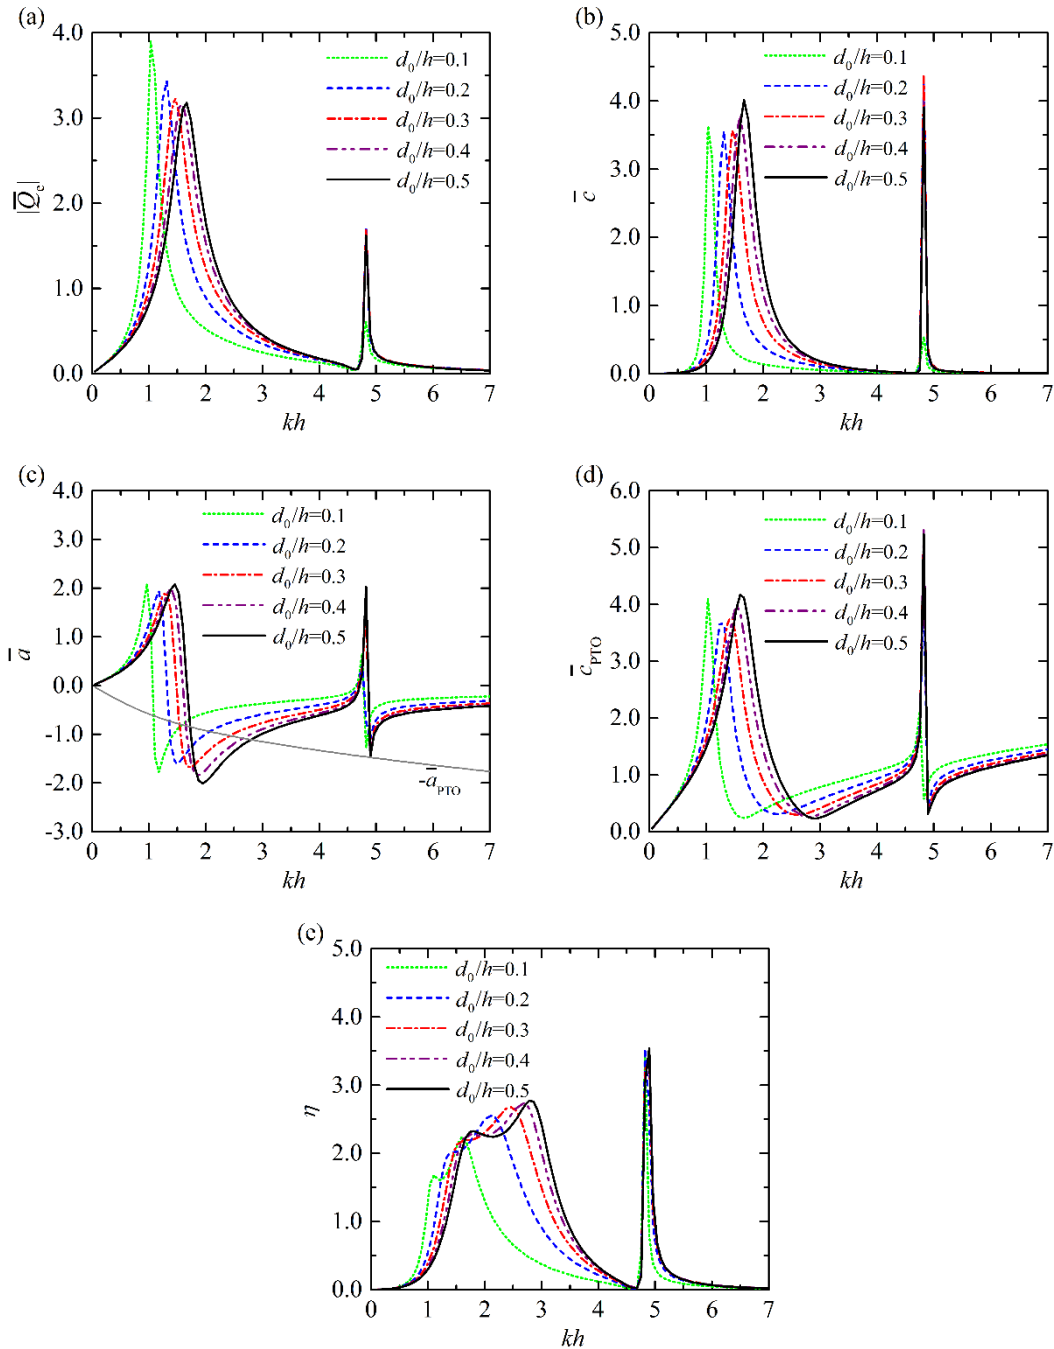 (a)
4.0
3.0
2.0
1.0
0.0
|Q̅c|
d₀/h=0.1
d₀/h=0.2
d₀/h=0.3
d₀/h=0.4
d₀/h=0.5
0 1 2 3 4 5 6 7
kh
(b)
5.0
4.0
3.0
2.0
1.0
0.0
c̅
d₀/h=0.1
d₀/h=0.2
d₀/h=0.3
d₀/h=0.4
d₀/h=0.5
0 1 2 3 4 5 6 7
kh
(c)
4.0
3.0
2.0
1.0
0.0
-1.0
-2.0
-3.0
a̅
d₀/h=0.1
d₀/h=0.2
d₀/h=0.3
d₀/h=0.4
d₀/h=0.5
-a̅PTO
0 1 2 3 4 5 6 7
kh
(d)
6.0
5.0
4.0
3.0
2.0
1.0
0.0
c̅PTO
d₀/h=0.1
d₀/h=0.2
d₀/h=0.3
d₀/h=0.4
d₀/h=0.5
0 1 2 3 4 5 6 7
kh
(e)
5.0
4.0
3.0
2.0
1.0
0.0
η
d₀/h=0.1
d₀/h=0.2
d₀/h=0.3
d₀/h=0.4
d₀/h=0.5
0 1 2 3 4 5 6 7
kh